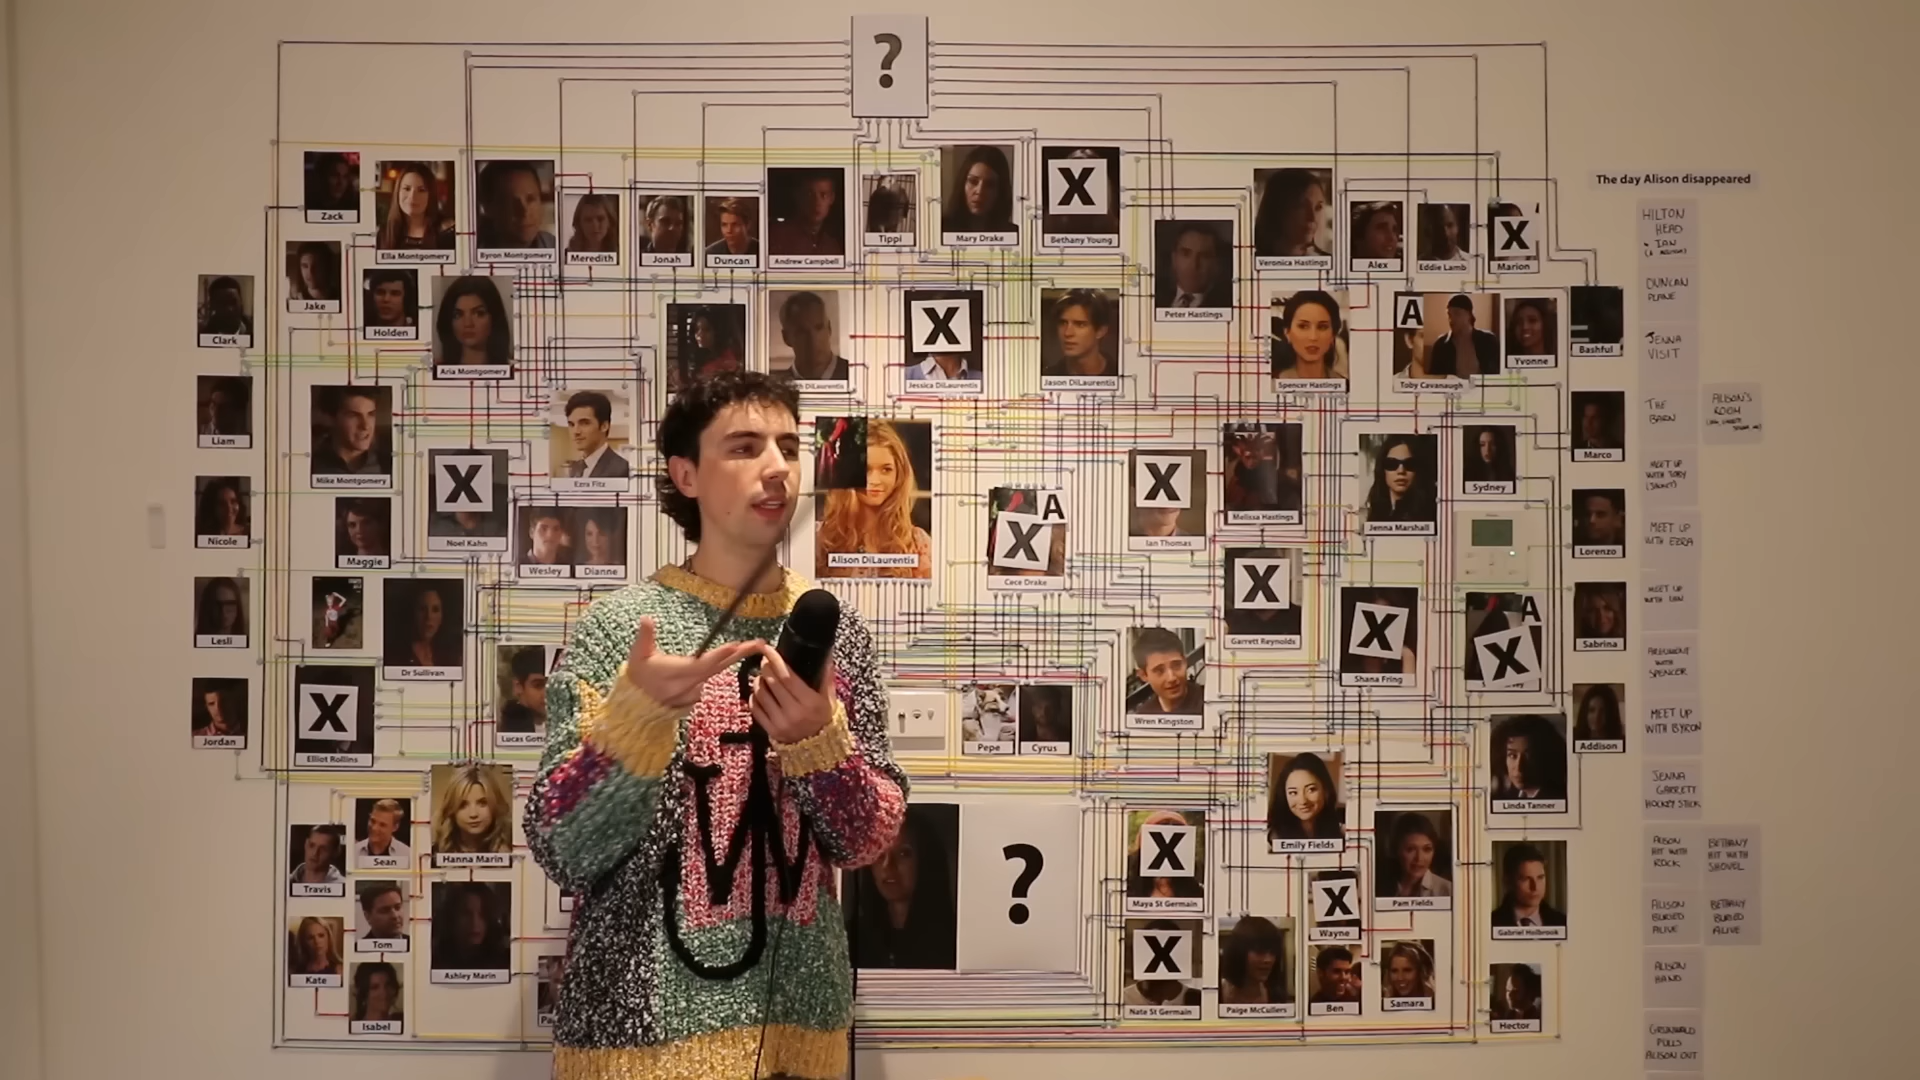 ?
The day Alison disappeared
Zack
Ella Montgomery
Byron Montgomery
Meredith
Jonah
Duncan
Andrew Campbell
Tippi
Mary Drake
X
Bethany Young
Veronica Hastings
Alex
Eddie Lamb
X
Marion
Jake
Holden
Clark
Aria Montgomery
X
Jessica DiLaurentis
Jason DiLaurentis
Peter Hastings
Spencer Hastings
A
Toby Cavanaugh
Yvonne
Bashful
Liam
Mike Montgomery
Ezra Fitz
X
Noel Kahn
Alison DiLaurentis
A
X
Cece Drake
X
Ian Thomas
Melissa Hastings
Jenna Marshall
Sydney
Marco
Nicole
Maggie
Wesley
Dianne
Lorenzo
Lesli
Dr Sullivan
X
Garrett Reynolds
X
Shana Fring
A
X
Sabrina
Jordan
X
Elliot Rollins
Lucas
Pepe
Cyrus
Wren Kingston
Linda Tanner
Addison
Travis
Sean
Hanna Marin
?
X
Maya St Germain
Emily Fields
Pam Fields
Kate
Tom
Isabel
Ashley Marin
X
Nate St Germain
Paige McCullers
X
Wayne
Ben
Samara
Gabriel Holbrook
Hector
HILTON
HEAD
IAN
DUNCAN
PLANE
JENNA
VISIT
THE
BARN
ALISON'S
ROOM
MEET UP
WITH TOBY
(JACKET)
MEET UP
WITH EZRA
MEET UP
WITH IAN
ARGUMENT
WITH
SPENCER
MEET UP
WITH BYRON
JENNA
GARRETT
HOCKEY STICK
ALISON
HIT WITH
ROCK
BETHANY
HIT WITH
SHOVEL
ALISON
BURIED
ALIVE
BETHANY
BURIED
ALIVE
ALISON
HAND
GRUNWALD
PULLS
ALISON OUT